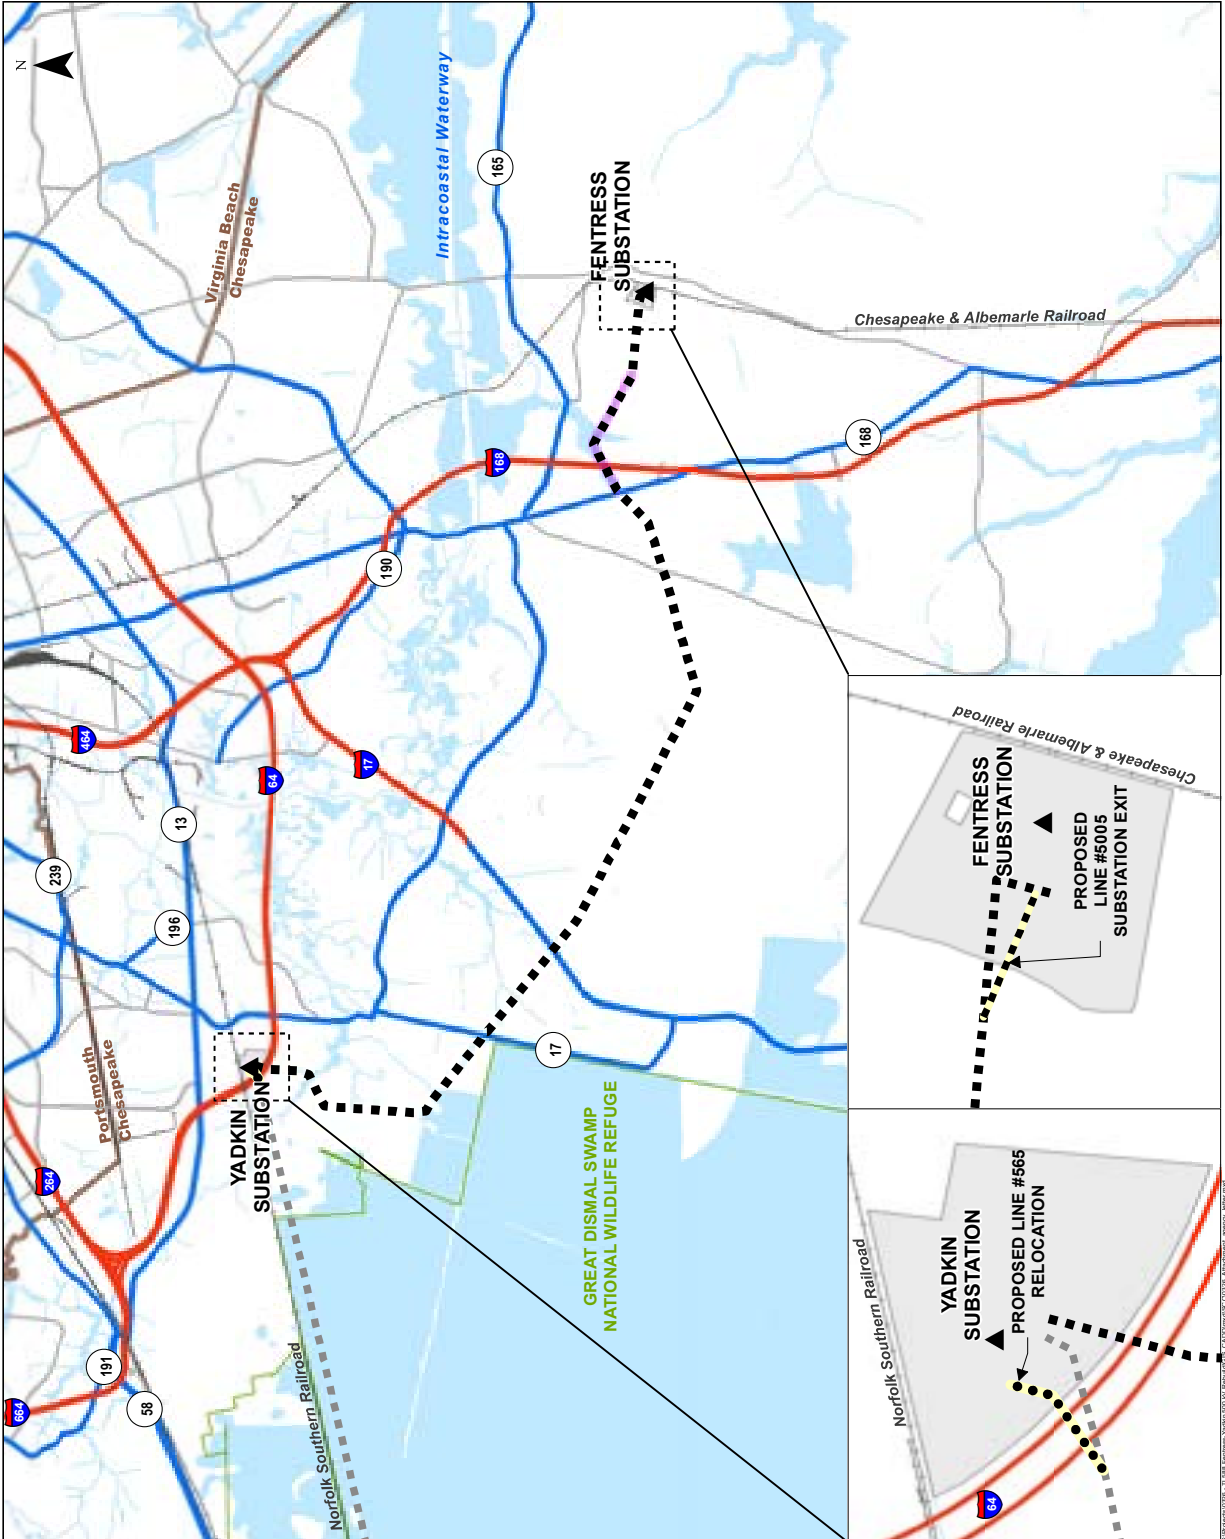 N
Intracoastal Waterway
165
Virginia Beach
Chesapeake
FENTRESS
SUBSTATION
Chesapeake & Albemarle Railroad
168
168
190
464
64
17
13
239
196
Portsmouth
Chesapeake
YADKIN
SUBSTATION
17
264
GREAT DISMAL SWAMP
NATIONAL WILDLIFE REFUGE
191
58
664
Norfolk Southern Railroad
Chesapeake & Albemarle Railroad
FENTRESS
SUBSTATION
PROPOSED
LINE #5005
SUBSTATION EXIT
Norfolk Southern Railroad
YADKIN
SUBSTATION
PROPOSED LINE #565
RELOCATION
64